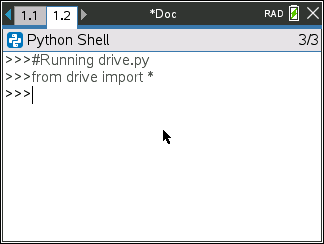 1.1 1.2 *Doc RAD
Python Shell 3/3
>>>#Running drive.py
>>>from drive import *
>>>